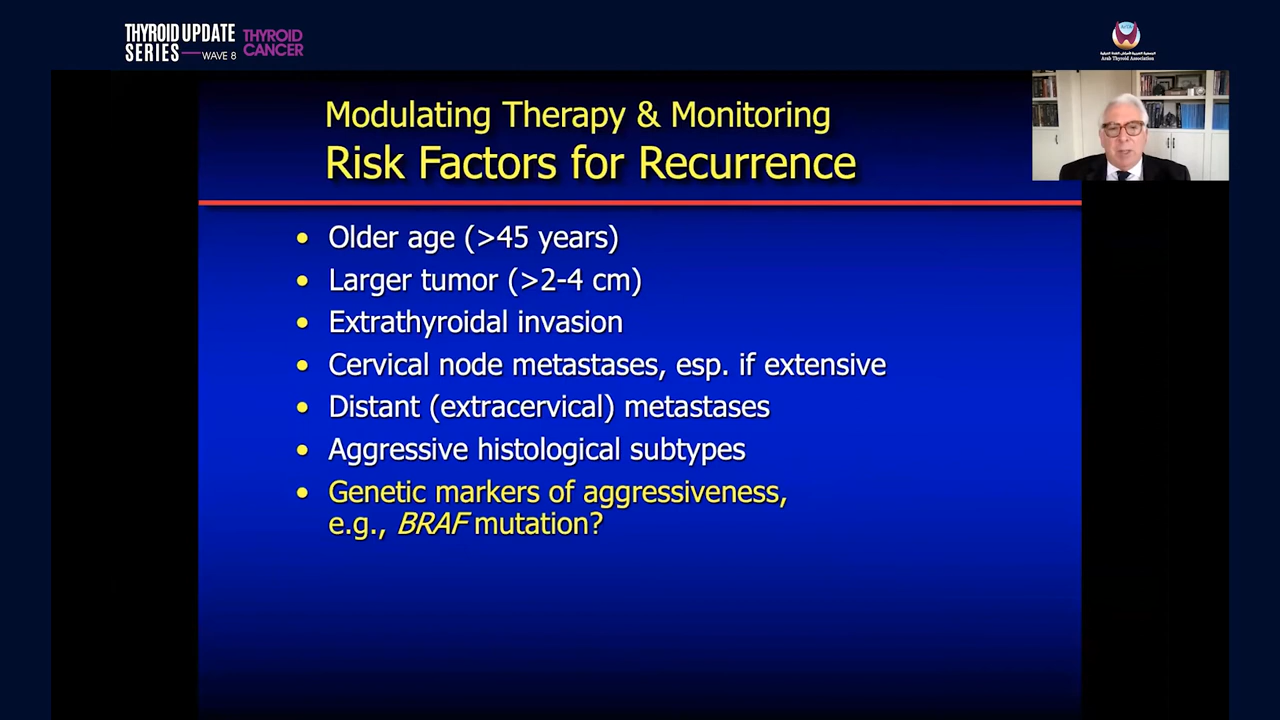 THYROID UPDATE
SERIES — WAVE 8
THYROID
CANCER
Arab Thyroid Association
Modulating Therapy & Monitoring
Risk Factors for Recurrence
• Older age (>45 years)
• Larger tumor (>2-4 cm)
• Extrathyroidal invasion
• Cervical node metastases, esp. if extensive
• Distant (extracervical) metastases
• Aggressive histological subtypes
• Genetic markers of aggressiveness,
e.g., BRAF mutation?